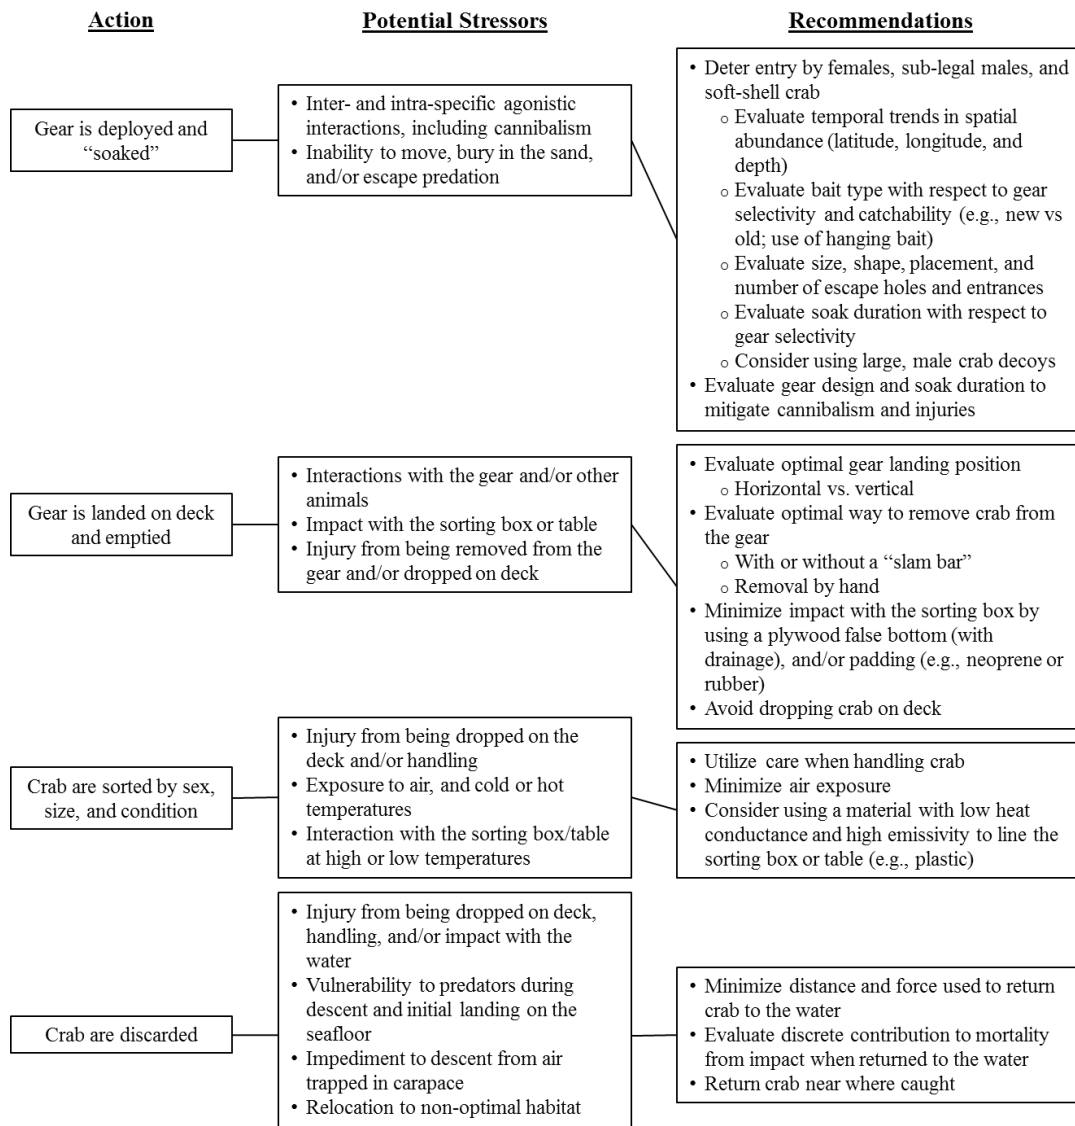 Action
Potential Stressors
Recommendations
Gear is deployed and
“soaked”
• Inter- and intra-specific agonistic
interactions, including cannibalism
• Inability to move, bury in the sand,
and/or escape predation
• Deter entry by females, sub-legal males, and
soft-shell crab
o Evaluate temporal trends in spatial
abundance (latitude, longitude, and
depth)
o Evaluate bait type with respect to gear
selectivity and catchability (e.g., new vs
old; use of hanging bait)
o Evaluate size, shape, placement, and
number of escape holes and entrances
o Evaluate soak duration with respect to
gear selectivity
o Consider using large, male crab decoys
• Evaluate gear design and soak duration to
mitigate cannibalism and injuries
Gear is landed on deck
and emptied
• Interactions with the gear and/or other
animals
• Impact with the sorting box or table
• Injury from being removed from the
gear and/or dropped on deck
• Evaluate optimal gear landing position
o Horizontal vs. vertical
• Evaluate optimal way to remove crab from
the gear
o With or without a “slam bar”
o Removal by hand
• Minimize impact with the sorting box by
using a plywood false bottom (with
drainage), and/or padding (e.g., neoprene or
rubber)
• Avoid dropping crab on deck
Crab are sorted by sex,
size, and condition
• Injury from being dropped on the
deck and/or handling
• Exposure to air, and cold or hot
temperatures
• Interaction with the sorting box/table
at high or low temperatures
• Utilize care when handling crab
• Minimize air exposure
• Consider using a material with low heat
conductance and high emissivity to line the
sorting box or table (e.g., plastic)
Crab are discarded
• Injury from being dropped on deck,
handling, and/or impact with the
water
• Vulnerability to predators during
descent and initial landing on the
seafloor
• Impediment to descent from air
trapped in carapace
• Relocation to non-optimal habitat
• Minimize distance and force used to return
crab to the water
• Evaluate discrete contribution to mortality
from impact when returned to the water
• Return crab near where caught